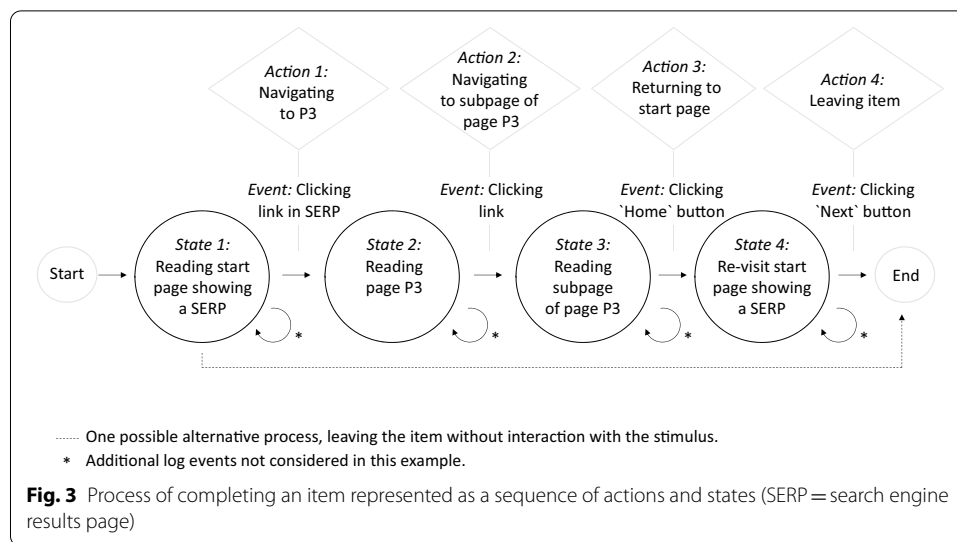 Action 1:
Navigating
to P3
Action 2:
Navigating
to subpage of
page P3
Action 3:
Returning to
start page
Action 4:
Leaving item
Event: Clicking
link in SERP
Event: Clicking
link
Event: Clicking
`Home` button
Event: Clicking
`Next` button
Start
State 1:
Reading start
page showing
a SERP
State 2:
Reading
page P3
State 3:
Reading
subpage
of page P3
State 4:
Re-visit start
page showing
a SERP
End
*
*
*
*
One possible alternative process, leaving the item without interaction with the stimulus.
* Additional log events not considered in this example.
Fig. 3 Process of completing an item represented as a sequence of actions and states (SERP = search engine
results page)